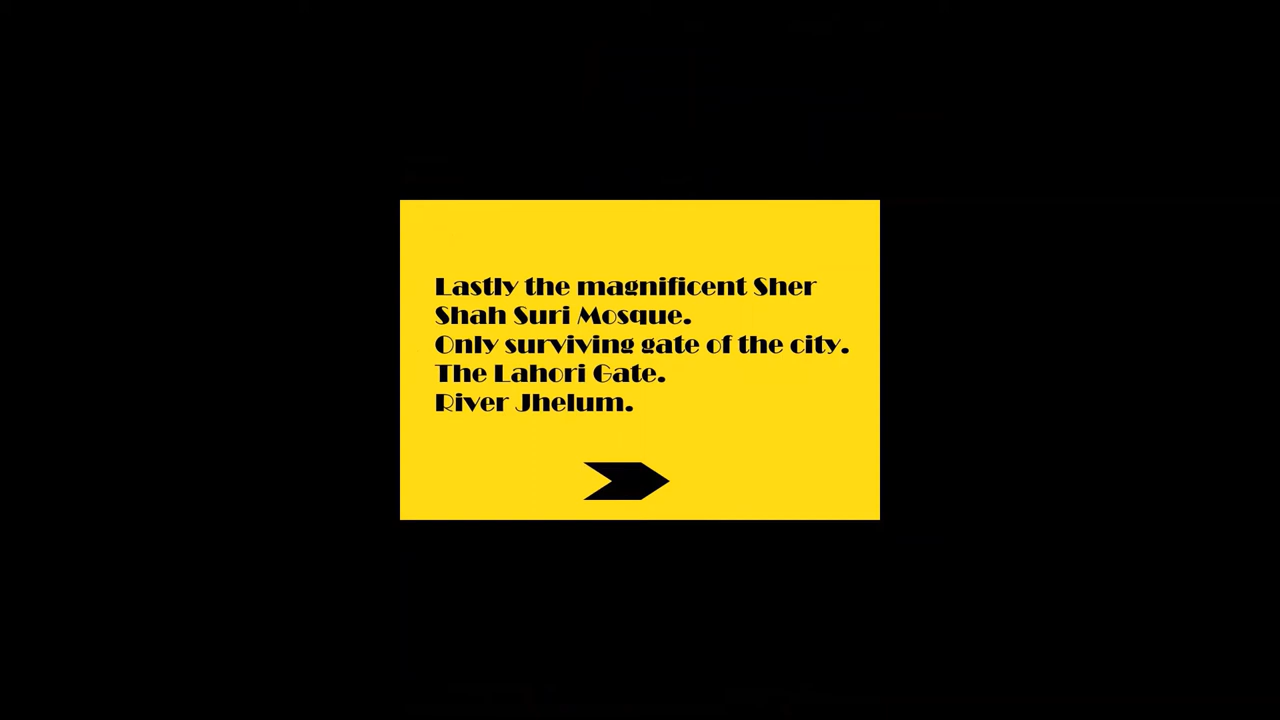 Lastly the magnificent Sher
Shah Suri Mosque.
Only surviving gate of the city.
The Lahori Gate.
River Jhelum.